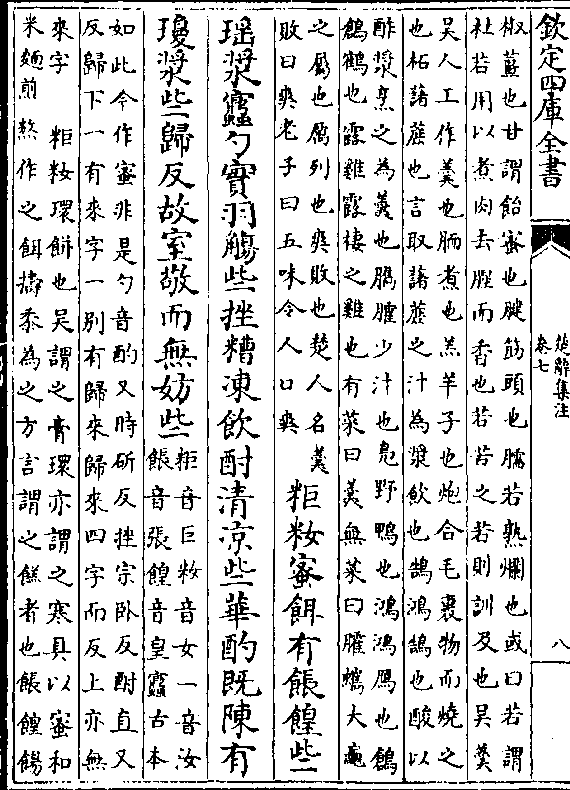 欽定四庫全書
楚辭集注
卷七
八
椒薑也甘謂飴蜜也腱筋頭也臑若熟爛也或曰若謂
杜若用以煮肉去腥而香也若苦之若則訓及也吳羹
吳人工作羹也胹煮也羔羊子也炮合毛裹物而燒之
也柘藷蔗也言取藷蔗之汁為漿飲也鵠鴻鵠也酸以
酢漿烹之為羹也臇臛少汁也鳧野鴨也鴻鴻鴈也鶬
鶬鶴也露雞露棲之雞也有菜曰羹無菜曰臛蠵大龜
之屬也厲列也爽敗也楚人名羹
敗曰爽老子曰五味令人口爽
粔籹蜜餌有餦餭些
瑶漿蠠勺實羽觴些挫糟凍飲酎清凉些華酌既陳有
瓊漿些歸反故室敬而無妨些
粔音巨籹音女一音汝
餦音張餭音皇蠠古本
如此今作蜜非是勺音酌又時斫反挫宗卧反酎直又
反歸下一有來字一别有歸來歸來四字而反上亦無
來字 粔籹環餅也吳謂之膏環亦謂之寒具以蜜和
米麵煎熬作之餌擣黍為之方言謂之餻者也餦餭餳